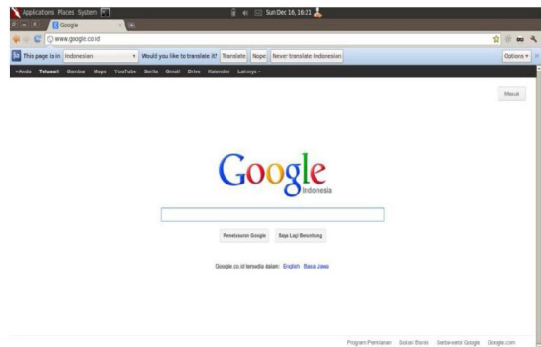 Applications Places System Sun Dec 16, 16:21
Google
www.google.co.id
This page is in Indonesian Would you like to translate it? Translate Nope Never translate Indonesian Options
+Anda Telusuri Gambar Maps YouTube Berita Gmail Drive Kalender Lainnya
Masuk
Google
Indonesia
Penelusuran Google Saya Lagi Beruntung
Google.co.id tersedia dalam: English Basa Jawa
Program Periklanan Solusi Bisnis Serba-serbi Google Google.com